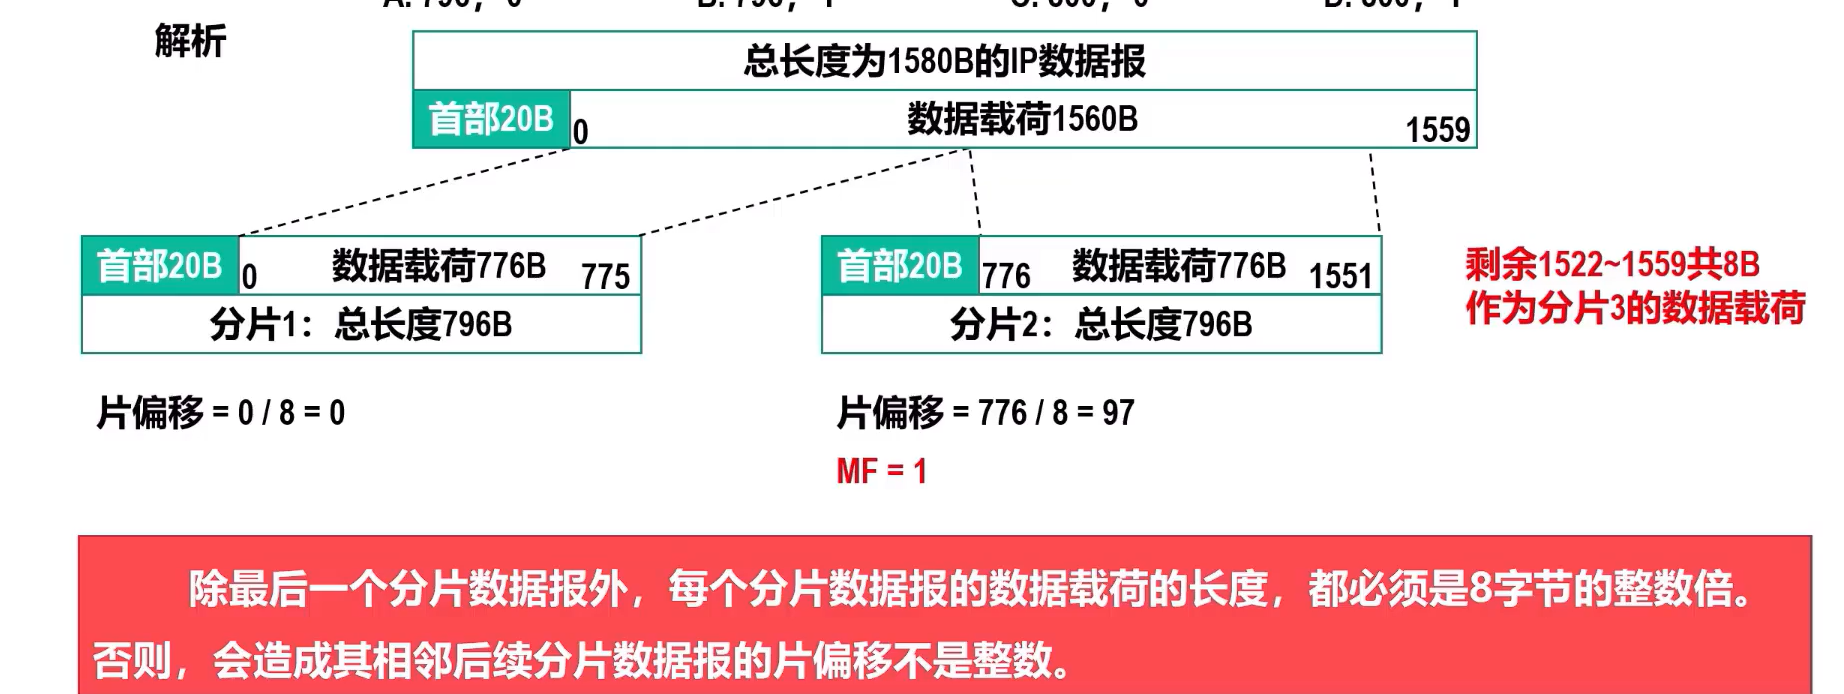 解析
总长度为1580B的IP数据报
首部20B 0 数据载荷1560B 1559
首部20B 0 数据载荷776B 775
分片1：总长度796B
首部20B 776 数据载荷776B 1551
分片2：总长度796B
剩余1522~1559共8B
作为分片3的数据载荷
片偏移 = 0 / 8 = 0
片偏移 = 776 / 8 = 97
MF = 1
除最后一个分片数据报外，每个分片数据报的数据载荷的长度，都必须是8字节的整数倍。
否则，会造成其相邻后续分片数据报的片偏移不是整数。